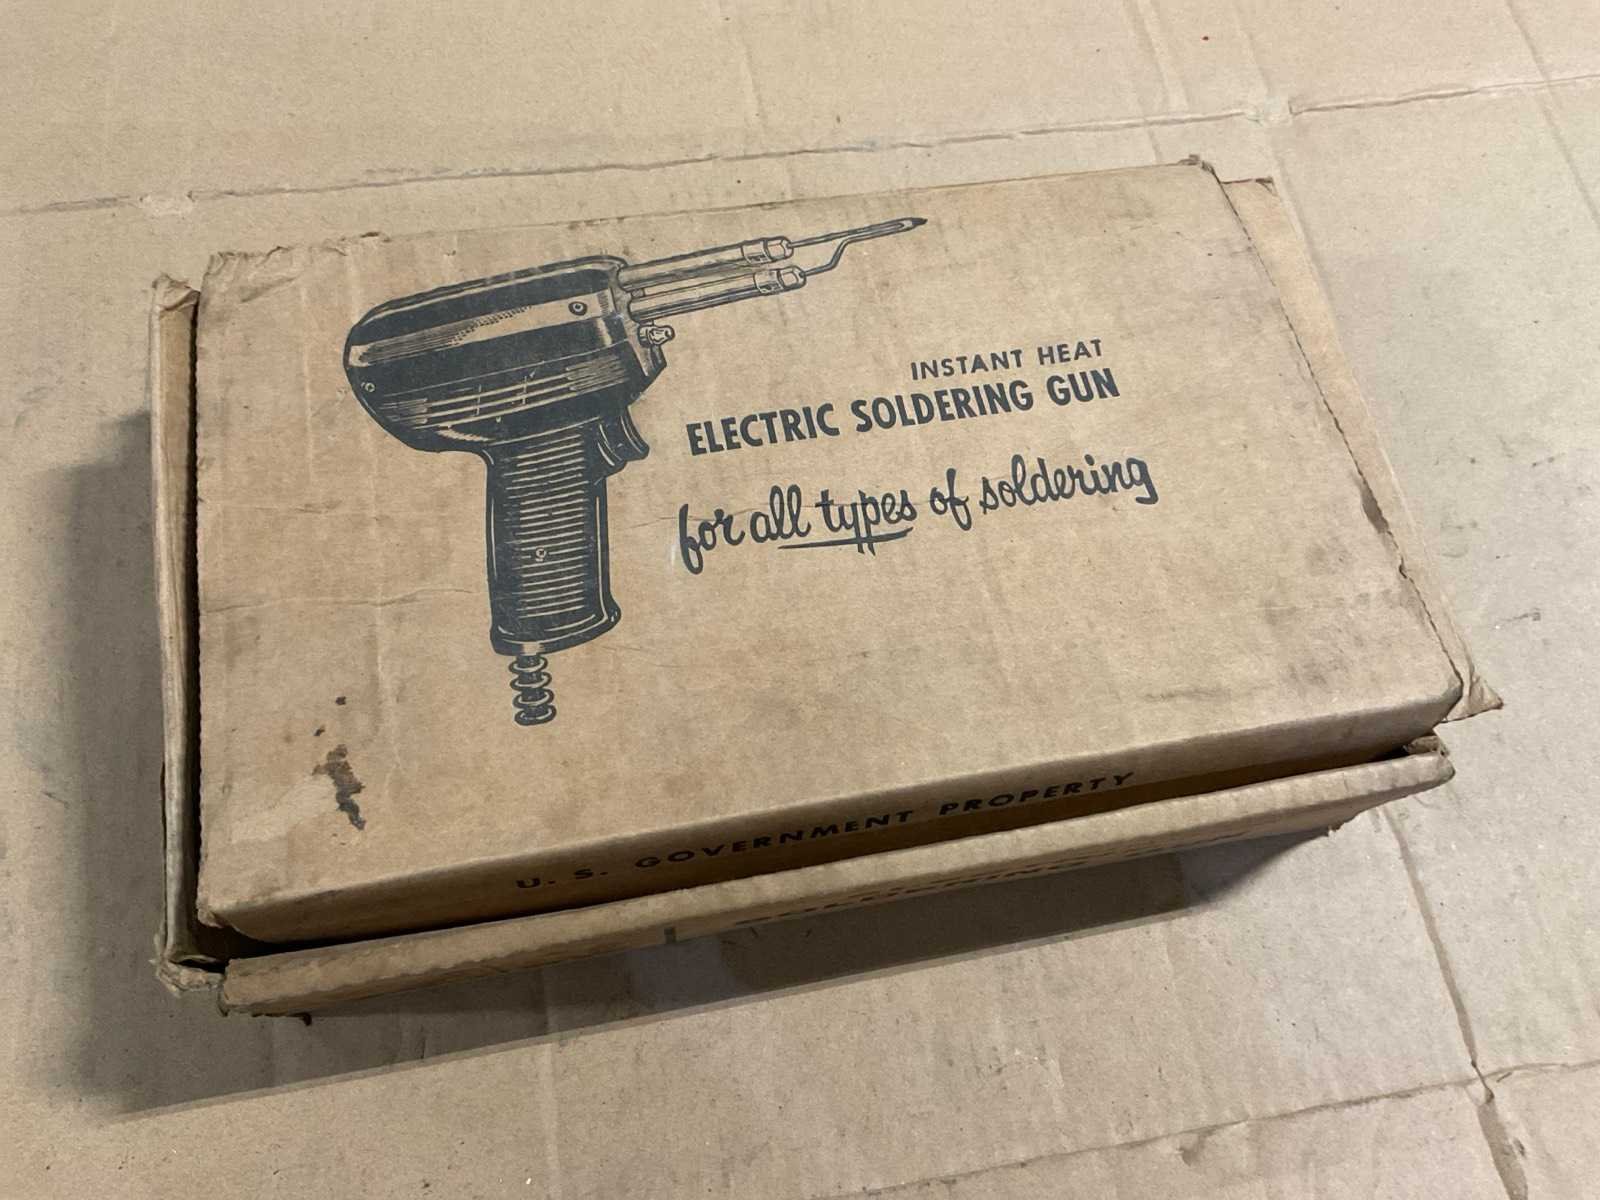 INSTANT HEAT
ELECTRIC SOLDERING GUN
for all types of soldering
U. S. GOVERNMENT PROPERTY